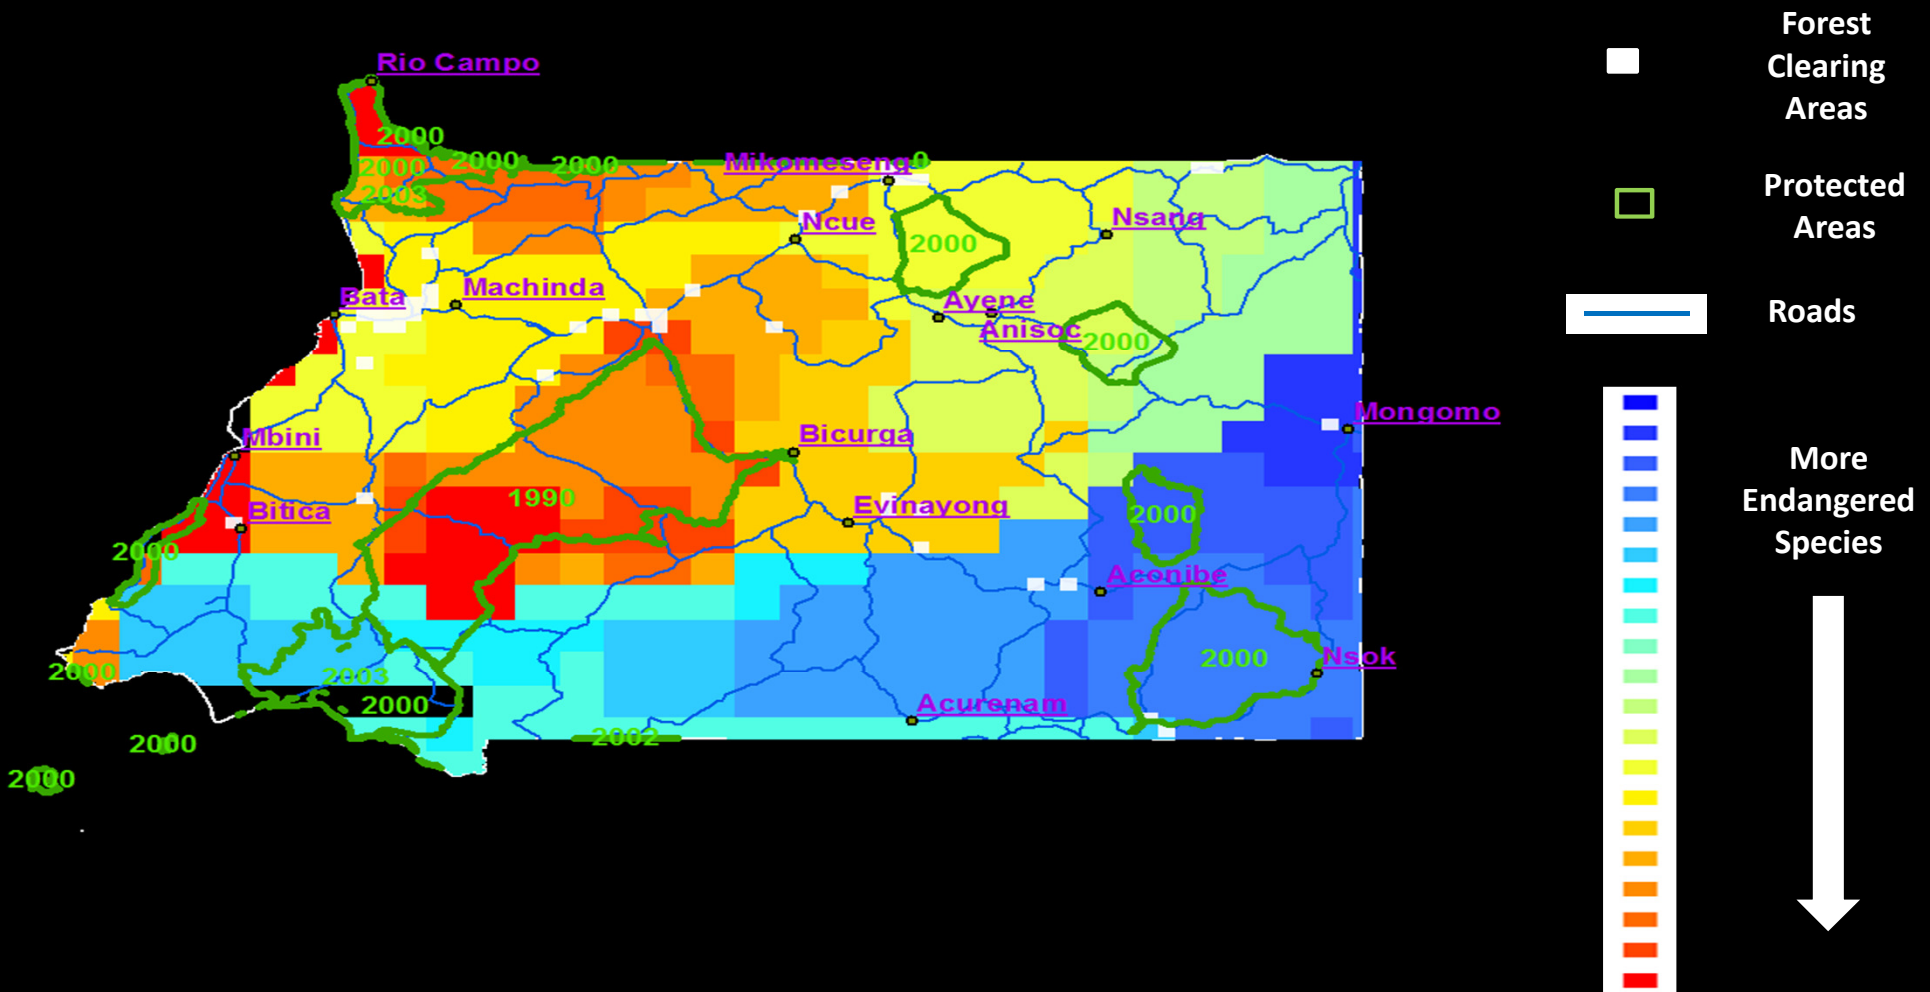 Rio Campo
2000
2000
2000
2000
2003
Mikomeseng
Ncue
Nsang
2000
Bata
Machinda
Ayene
Anisoc
2000
Mongomo
Mbini
Bicurga
1990
Bitica
Evinayong
2000
2000
Aconibe
2000
2000
Nsok
2003
2000
Acurenam
2002
2000
2000
Forest
Clearing
Areas
Protected
Areas
Roads
More
Endangered
Species